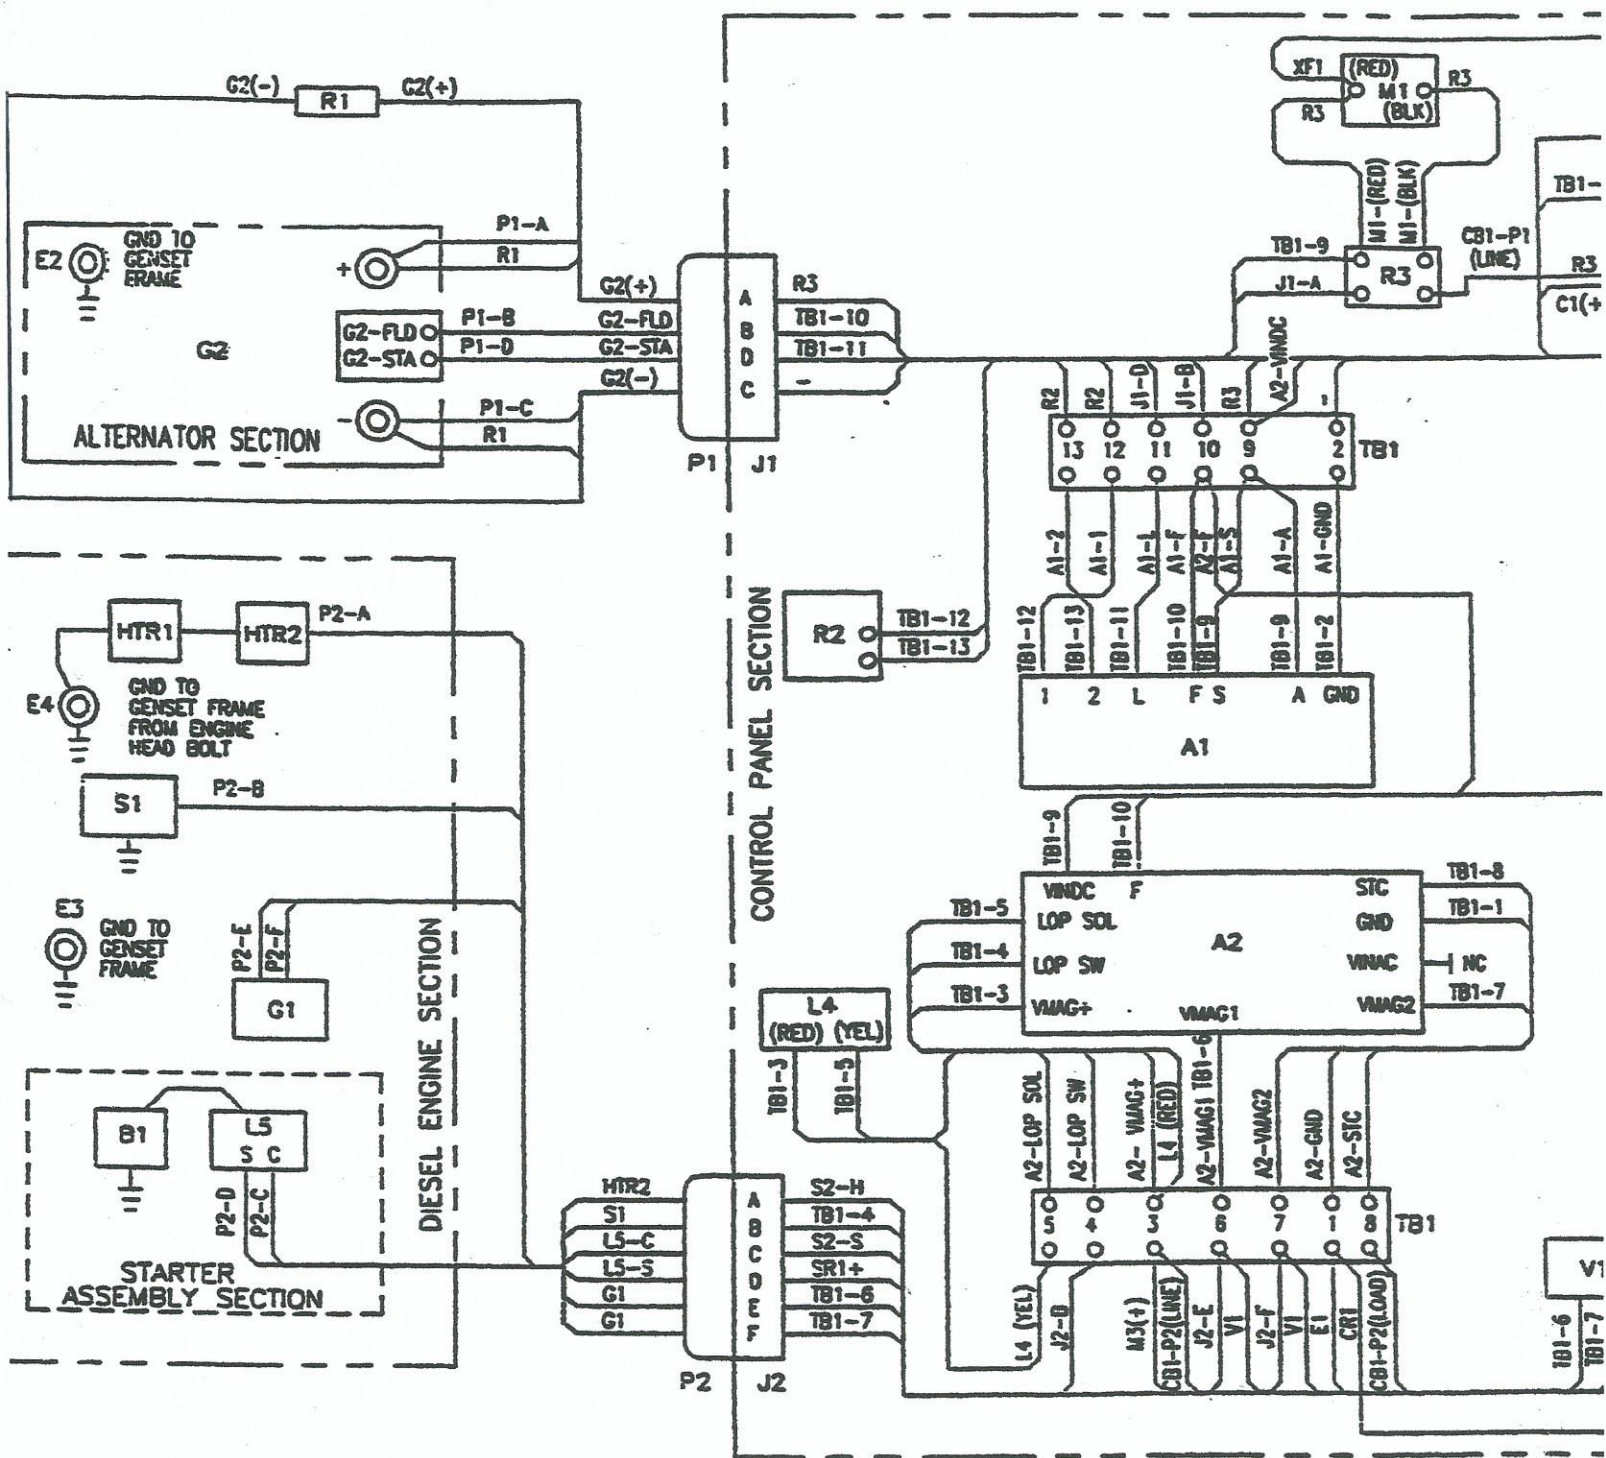 G2(-)
R1
G2(+)
XF1
(RED)
M1
(BLK)
R3
R3
M1-(RED)
M1-(BLK)
TB1-
E2
GND TO
GENSET
FRAME
P1-A
R1
+
G2
G2-FLD
G2-STA
P1-B
P1-D
-
P1-C
R1
ALTERNATOR SECTION
G2(+)
G2-FLD
G2-STA
G2(-)
A
B
D
C
R3
TB1-10
TB1-11
-
P1
J1
TB1-9
J1-A
R3
CB1-P1
(LINE)
R3
C1(+
R2
R2
J1-D
J1-B
R3
A2-VINDC
-
13
12
11
10
9
2
TB1
A1-2
A1-1
A1-L
A1-F
A2-F
A1-S
A1-A
A1-GND
TB1-12
TB1-13
TB1-11
TB1-10
TB1-9
TB1-9
TB1-2
1
2
L
F
S
A
GND
A1
HTR1
HTR2
P2-A
E4
GND TO
GENSET FRAME
FROM ENGINE
HEAD BOLT
S1
P2-B
E3
GND TO
GENSET
FRAME
P2-E
P2-F
G1
DIESEL ENGINE SECTION
CONTROL PANEL SECTION
R2
TB1-12
TB1-13
TB1-9
TB1-10
VINDC
F
STC
LOP SOL
GND
LOP SW
A2
VINAC
VMAG+
VMAG1
VMAG2
TB1-5
TB1-4
TB1-3
TB1-8
TB1-1
NC
TB1-7
L4
(RED) (YEL)
TB1-3
TB1-5
B1
L5
S C
P2-D
P2-C
STARTER
ASSEMBLY SECTION
HTR2
S1
L5-C
L5-S
G1
G1
A
B
C
D
E
F
S2-H
TB1-4
S2-S
SR1+
TB1-6
TB1-7
P2
J2
A2-LOP SOL
A2-LOP SW
A2- VMAG+
L4 (RED)
A2-VMAG1 TB1-6
A2-VMAG2
A2-GND
A2-STC
5
4
3
6
7
1
8
TB1
L4 (YEL)
J2-B
M3(+)
CB1-P2(LINE)
J2-E
V1
J2-F
V1
E1
CR1
CB1-P2(LOAD)
V1
TB1-6
TB1-7